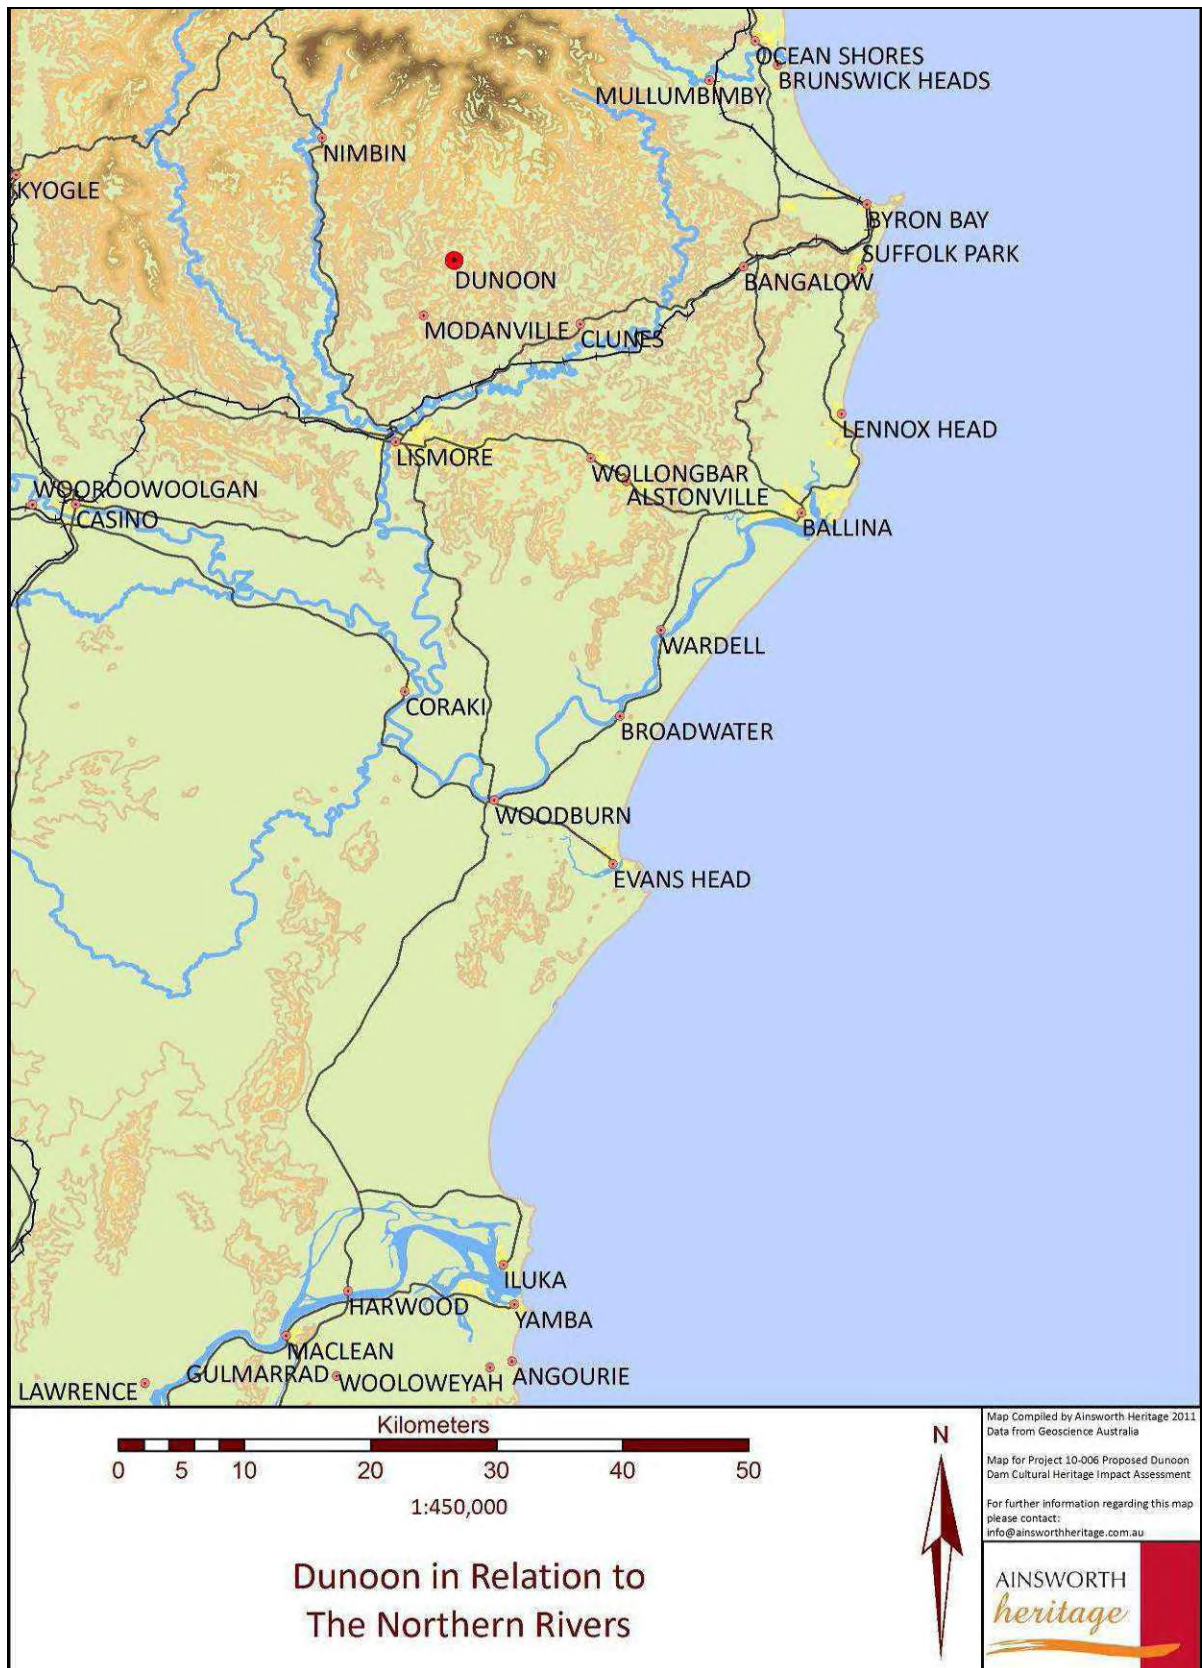 OCEAN SHORES
BRUNSWICK HEADS
MULLUMBIMBY
NIMBIN
KYOGLE
BYRON BAY
SUFFOLK PARK
DUNOON
BANGALOW
MODANVILLE
CLUNES
LENNOX HEAD
LISMORE
WOLLONGBAR
WOOROOWOOLGAN
ALSTONVILLE
CASINO
BALLINA
WARDELL
CORAKI
BROADWATER
WOODBURN
EVANS HEAD
ILUKA
HARWOOD
YAMBA
MACLEAN
GULMARRAD
WOOLOWEYAH
ANGOURIE
LAWRENCE
Kilometers
0 5 10 20 30 40 50
1:450,000
Dunoon in Relation to
The Northern Rivers
N
Map Compiled by Ainsworth Heritage 2011
Data from Geoscience Australia
Map for Project 10-006 Proposed Dunoon
Dam Cultural Heritage Impact Assessment
For further information regarding this map
please contact:
info@ainsworthheritage.com.au
AINSWORTH
heritage